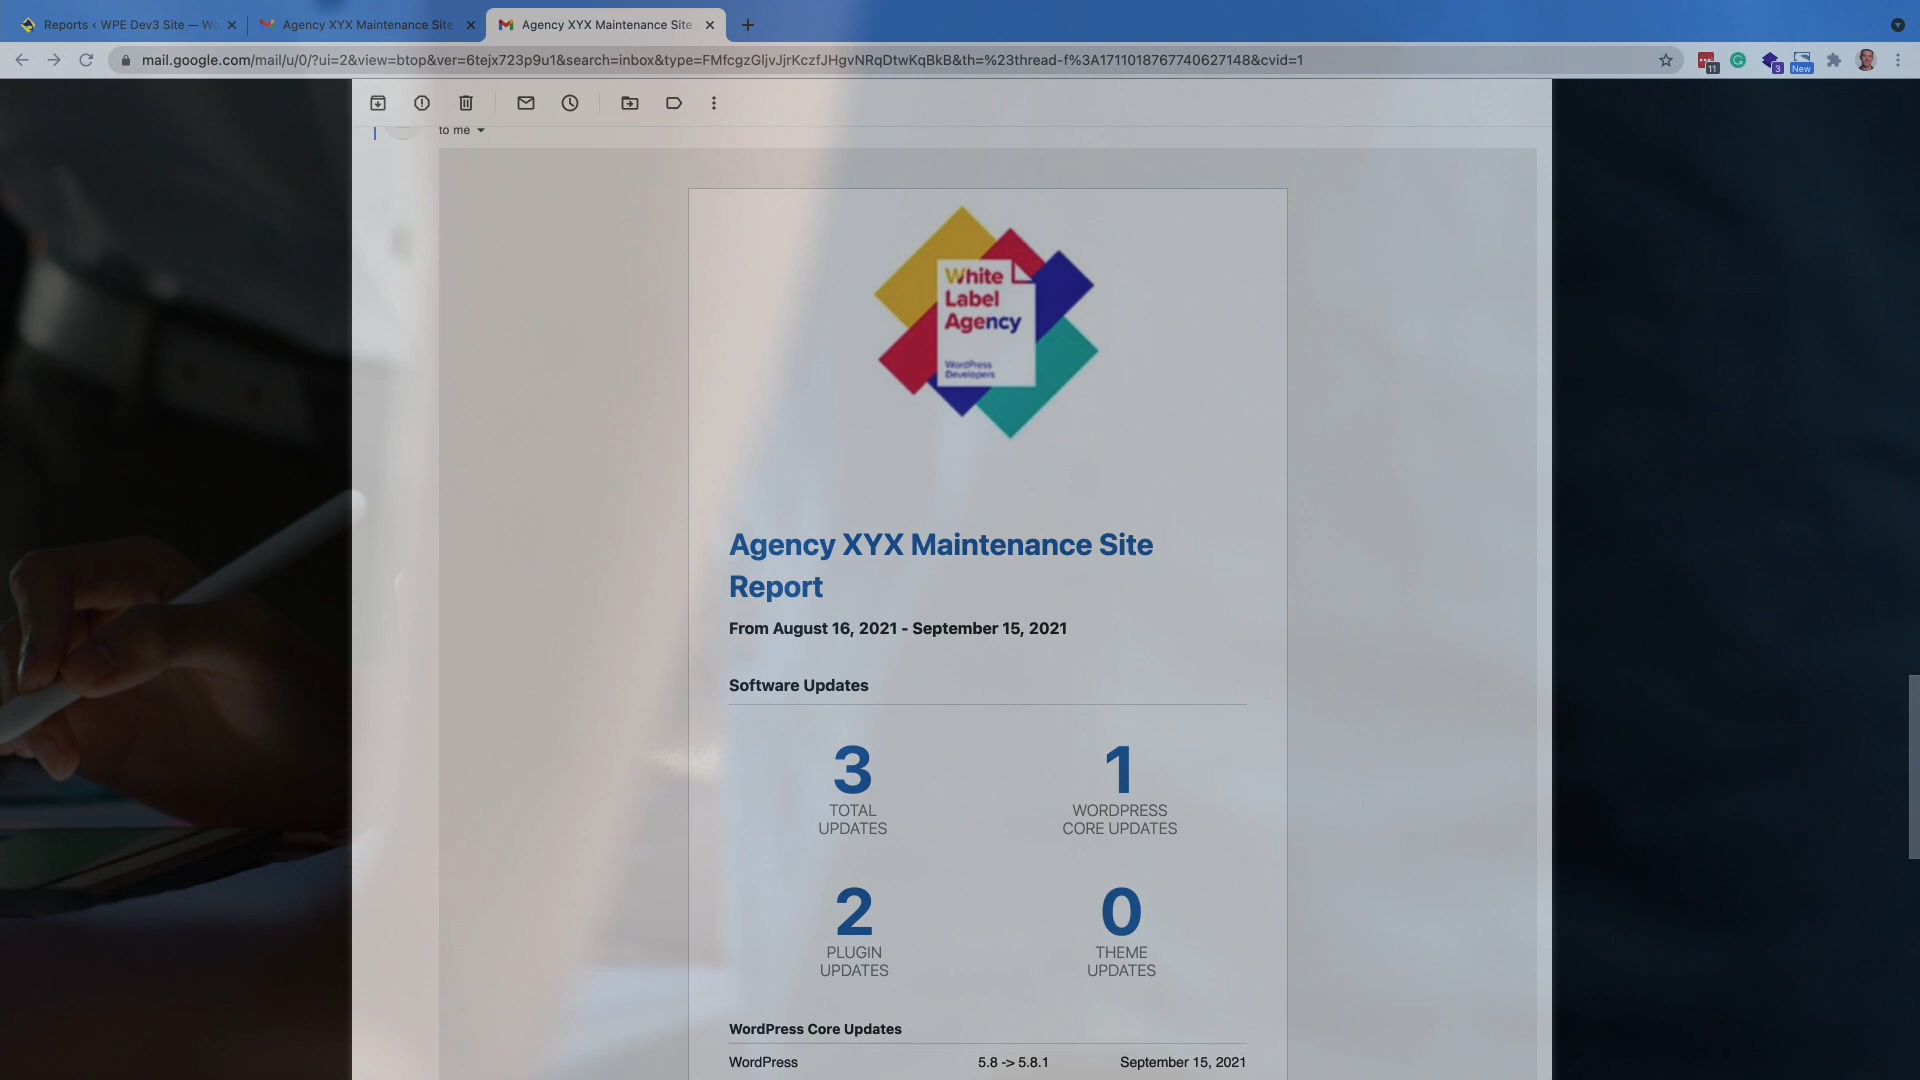 Reports ‹ WPE Dev3 Site — Wo
Agency XYX Maintenance Site
Agency XYX Maintenance Site
mail.google.com/mail/u/0/?ui=2&view=btop&ver=6tejx723p9u1&search=inbox&type=FMfcgzGljvJjrKczfJHgvNRqDtwKqBkB&th=%23thread-f%3A1711018767740627148&cvid=1
11
3
New
to me
White
Label
Agency
WordPress
Developers
Agency XYX Maintenance Site
Report
From August 16, 2021 - September 15, 2021
Software Updates
3
TOTAL
UPDATES
1
WORDPRESS
CORE UPDATES
2
PLUGIN
UPDATES
0
THEME
UPDATES
WordPress Core Updates
WordPress 5.8 -> 5.8.1 September 15, 2021